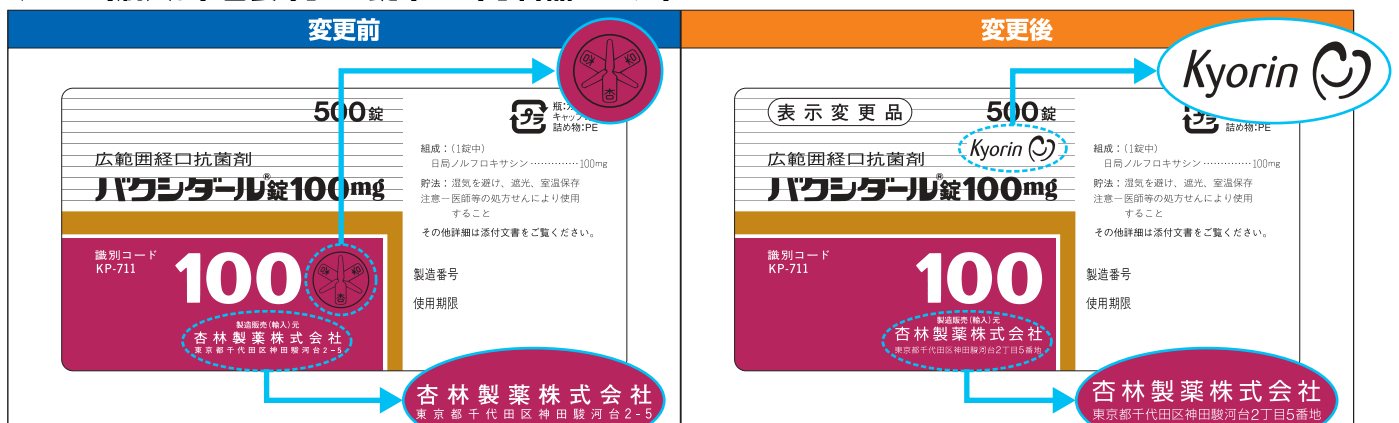 変更前
500錠
プラ
キャップ
詰め物:PE
広範囲経口抗菌剤
バクシダール®錠100mg
組成：(1錠中)
日局ノルフロキサシン…………100mg
貯法：湿気を避け、遮光、室温保存
注意－医師等の処方せんにより使用
すること
その他詳細は添付文書をご覧ください。
識別コード
KP-711
100
杏
製造番号
使用期限
製造販売(輸入)元
杏林製薬株式会社
東京都千代田区神田駿河台2-5
杏
杏林製薬株式会社
東京都千代田区神田駿河台2-5
変更後
Kyorin
表示変更品
500錠
プラ
詰め物:PE
Kyorin
広範囲経口抗菌剤
バクシダール®錠100mg
組成：(1錠中)
日局ノルフロキサシン…………100mg
貯法：湿気を避け、遮光、室温保存
注意－医師等の処方せんにより使用
すること
その他詳細は添付文書をご覧ください。
識別コード
KP-711
100
製造番号
使用期限
製造販売(輸入)元
杏林製薬株式会社
東京都千代田区神田駿河台2丁目5番地
杏林製薬株式会社
東京都千代田区神田駿河台2丁目5番地